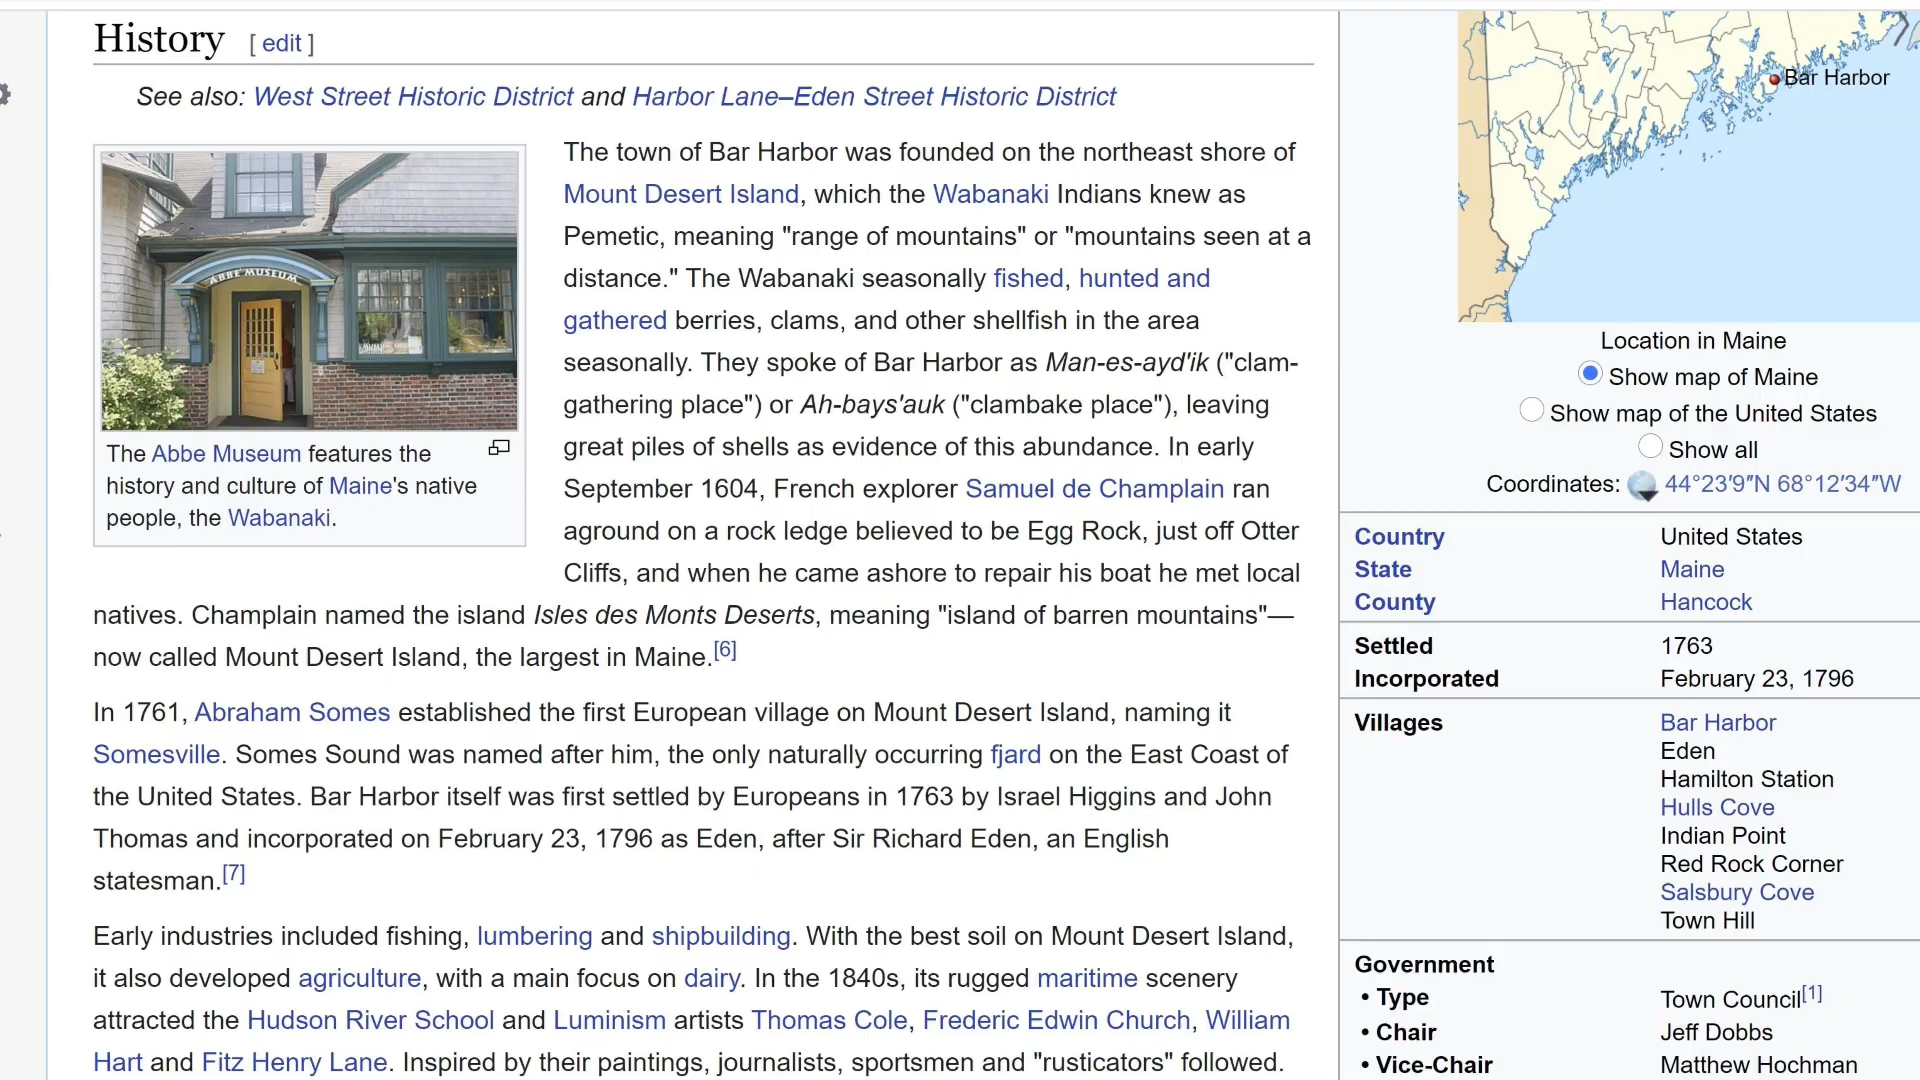 History [ edit ]
See also: West Street Historic District and Harbor Lane–Eden Street Historic District
ABBE MUSEUM
The Abbe Museum features the
history and culture of Maine's native
people, the Wabanaki.
The town of Bar Harbor was founded on the northeast shore of
Mount Desert Island, which the Wabanaki Indians knew as
Pemetic, meaning "range of mountains" or "mountains seen at a
distance." The Wabanaki seasonally fished, hunted and
gathered berries, clams, and other shellfish in the area
seasonally. They spoke of Bar Harbor as Man-es-ayd'ik ("clam-
gathering place") or Ah-bays'auk ("clambake place"), leaving
great piles of shells as evidence of this abundance. In early
September 1604, French explorer Samuel de Champlain ran
aground on a rock ledge believed to be Egg Rock, just off Otter
Cliffs, and when he came ashore to repair his boat he met local
natives. Champlain named the island Isles des Monts Deserts, meaning "island of barren mountains"—
now called Mount Desert Island, the largest in Maine.[6]
In 1761, Abraham Somes established the first European village on Mount Desert Island, naming it
Somesville. Somes Sound was named after him, the only naturally occurring fjard on the East Coast of
the United States. Bar Harbor itself was first settled by Europeans in 1763 by Israel Higgins and John
Thomas and incorporated on February 23, 1796 as Eden, after Sir Richard Eden, an English
statesman.[7]
Early industries included fishing, lumbering and shipbuilding. With the best soil on Mount Desert Island,
it also developed agriculture, with a main focus on dairy. In the 1840s, its rugged maritime scenery
attracted the Hudson River School and Luminism artists Thomas Cole, Frederic Edwin Church, William
Hart and Fitz Henry Lane. Inspired by their paintings, journalists, sportsmen and "rusticators" followed.
Bar Harbor
Location in Maine
Show map of Maine
Show map of the United States
Show all
Coordinates: 44°23′9″N 68°12′34″W
Country United States
State Maine
County Hancock
Settled 1763
Incorporated February 23, 1796
Villages Bar Harbor
Eden
Hamilton Station
Hulls Cove
Indian Point
Red Rock Corner
Salsbury Cove
Town Hill
Government
• Type Town Council[1]
• Chair Jeff Dobbs
• Vice-Chair Matthew Hochman